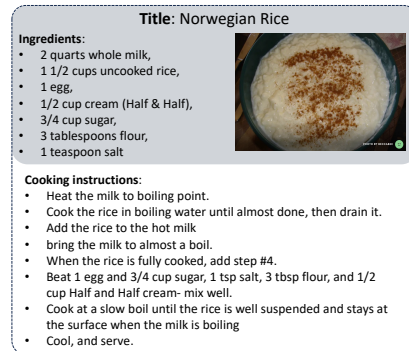 Title: Norwegian Rice
Ingredients:
• 2 quarts whole milk,
• 1 1/2 cups uncooked rice,
• 1 egg,
• 1/2 cup cream (Half & Half),
• 3/4 cup sugar,
• 3 tablespoons flour,
• 1 teaspoon salt
Cooking instructions:
• Heat the milk to boiling point.
• Cook the rice in boiling water until almost done, then drain it.
• Add the rice to the hot milk
• bring the milk to almost a boil.
• When the rice is fully cooked, add step #4.
• Beat 1 egg and 3/4 cup sugar, 1 tsp salt, 3 tbsp flour, and 1/2
cup Half and Half cream- mix well.
• Cook at a slow boil until the rice is well suspended and stays at
the surface when the milk is boiling
• Cool, and serve.